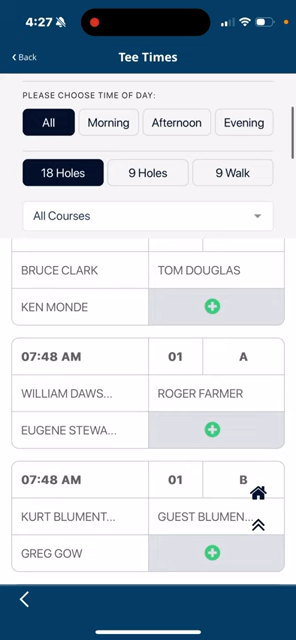 4:27
Back
Tee Times
PLEASE CHOOSE TIME OF DAY:
All Morning Afternoon Evening
18 Holes 9 Holes 9 Walk
All Courses
BRUCE CLARK TOM DOUGLAS
KEN MONDE
07:48 AM 01 A
WILLIAM DAWS... ROGER FARMER
EUGENE STEWA...
07:48 AM 01 B
KURT BLUMENT... GUEST BLUMEN...
GREG GOW